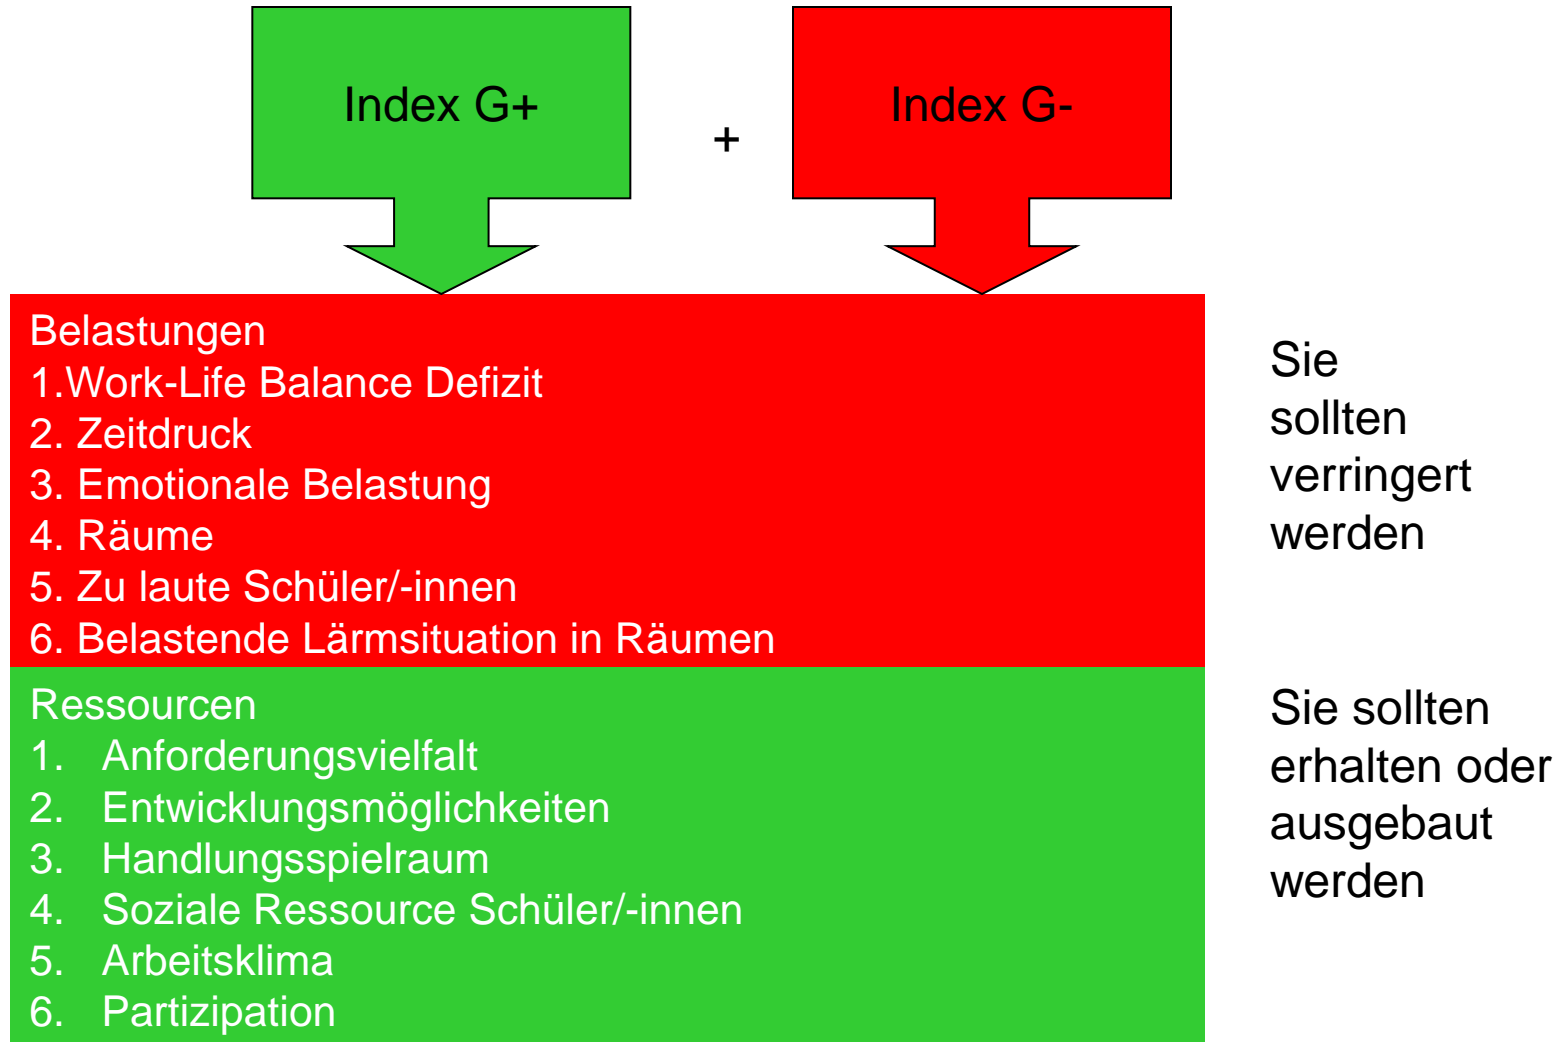 Index G+
+
Index G-
Belastungen
1.Work-Life Balance Defizit
2. Zeitdruck
3. Emotionale Belastung
4. Räume
5. Zu laute Schüler/-innen
6. Belastende Lärmsituation in Räumen
Sie
sollten
verringert
werden
Ressourcen
1. Anforderungsvielfalt
2. Entwicklungsmöglichkeiten
3. Handlungsspielraum
4. Soziale Ressource Schüler/-innen
5. Arbeitsklima
6. Partizipation
Sie sollten
erhalten oder
ausgebaut
werden